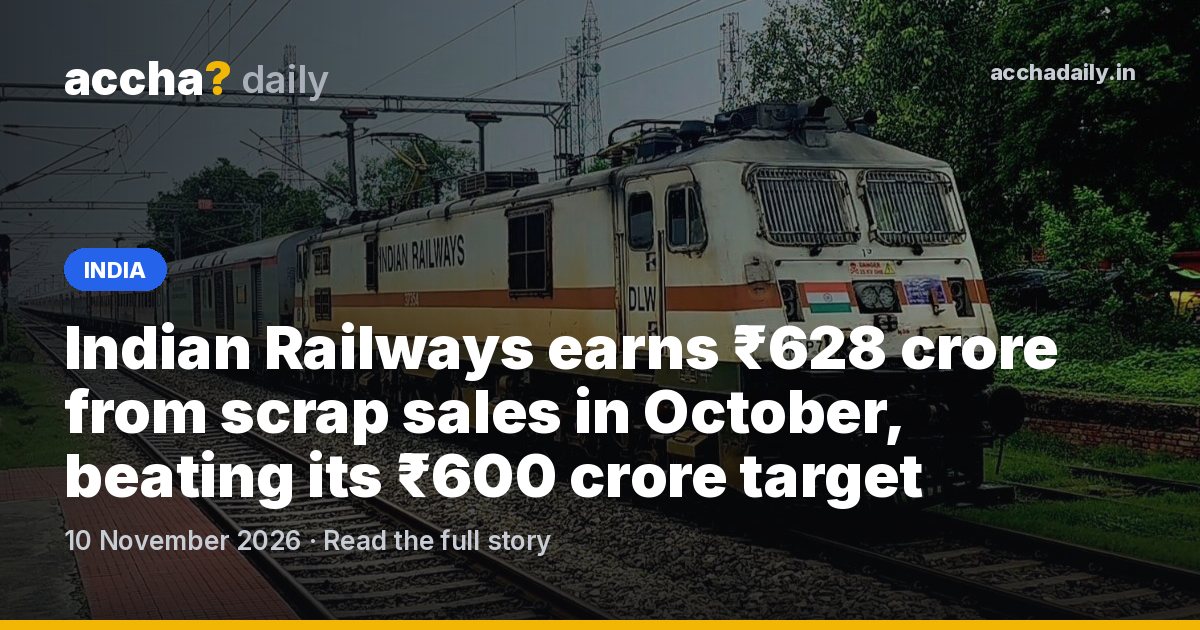 accha? daily
acchadaily.in
INDIAN RAILWAYS
DLW
DANGER
INDIA
Indian Railways earns ₹628 crore
from scrap sales in October,
beating its ₹600 crore target
10 November 2026 · Read the full story